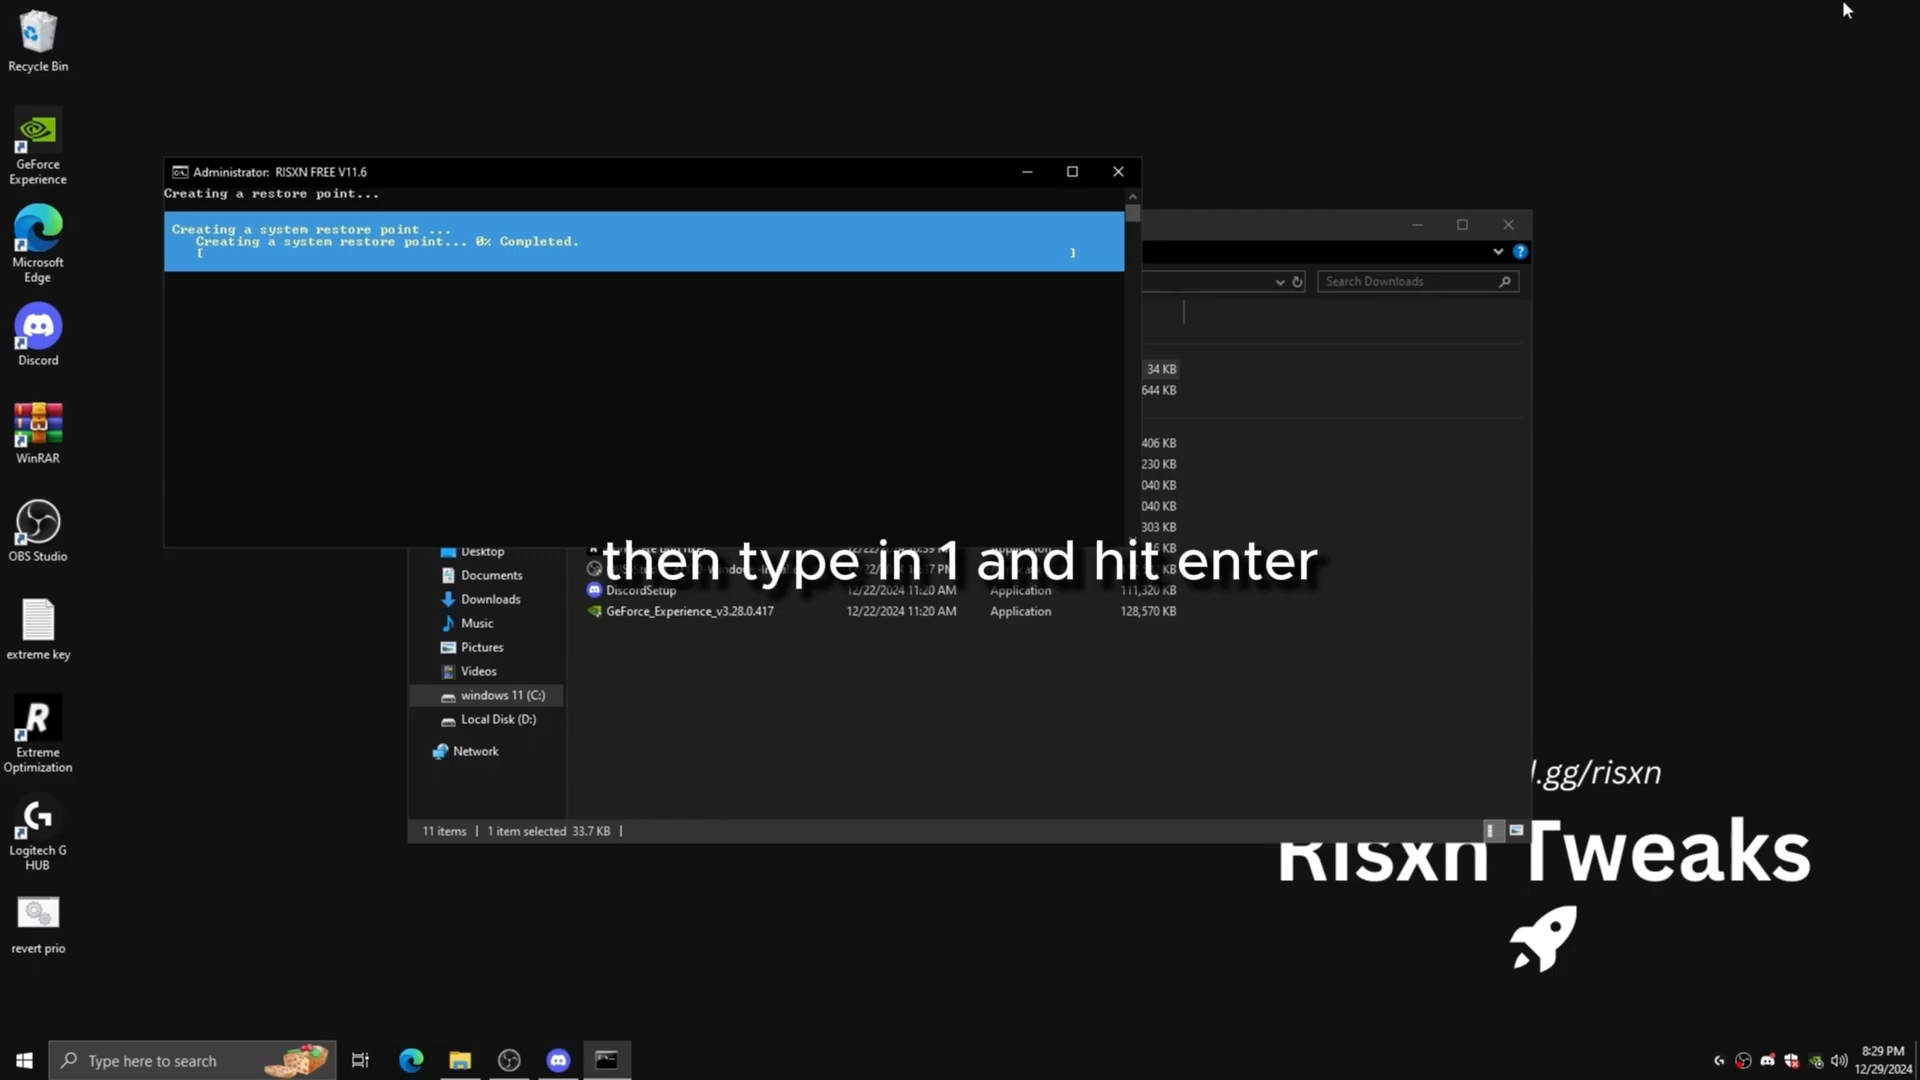 Recycle Bin
GeForce
Experience
Microsoft
Edge
Discord
WinRAR
OBS Studio
extreme key
Extreme
Optimization
Logitech G
HUB
revert prio
Administrator: RISXN FREE V11.6
Creating a restore point...
Creating a system restore point ...
Creating a system restore point... 0% Completed.
[ ]
Search Downloads
34 KB
644 KB
406 KB
230 KB
040 KB
040 KB
303 KB
then type in 1 and hit enter
Desktop
Documents
Downloads
Music
Pictures
Videos
windows 11 (C:)
Local Disk (D:)
Network
DiscordSetup 12/22/2024 11:20 AM Application 111,320 KB
GeForce_Experience_v3.28.0.417 12/22/2024 11:20 AM Application 128,570 KB
11 items | 1 item selected 33.7 KB |
.gg/risxn
Risxn Tweaks
Type here to search
8:29 PM
12/29/2024